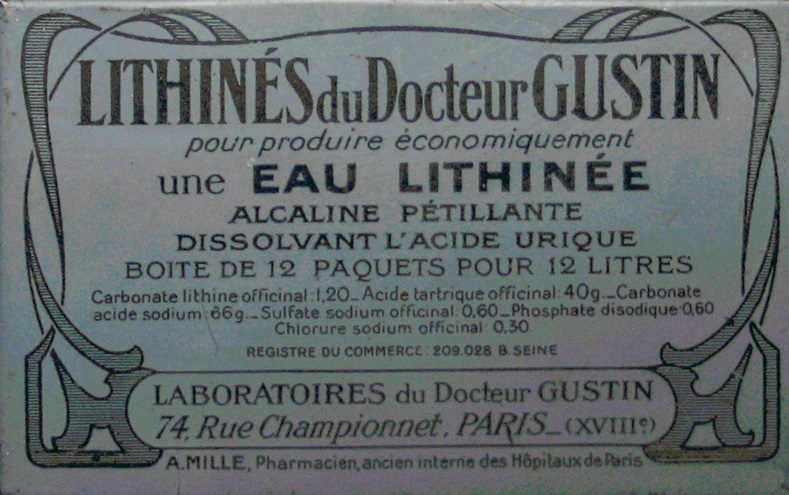 LITHINÉS du Docteur GUSTIN
pour produire économiquement
une EAU LITHINÉE
ALCALINE PÉTILLANTE
DISSOLVANT L'ACIDE URIQUE
BOITE DE 12 PAQUETS POUR 12 LITRES
Carbonate lithine officinal:1,20_Acide tartrique officinal:40g._Carbonate
acide sodium:66g._Sulfate sodium officinal:0,60_Phosphate disodique:0,60
Chlorure sodium officinal: 0,30
REGISTRE DU COMMERCE: 209.028 B. SEINE
LABORATOIRES du Docteur GUSTIN
74, Rue Championnet, PARIS_(XVIIIe)
A.MILLE, Pharmacien, ancien interne des Hôpitaux de Paris